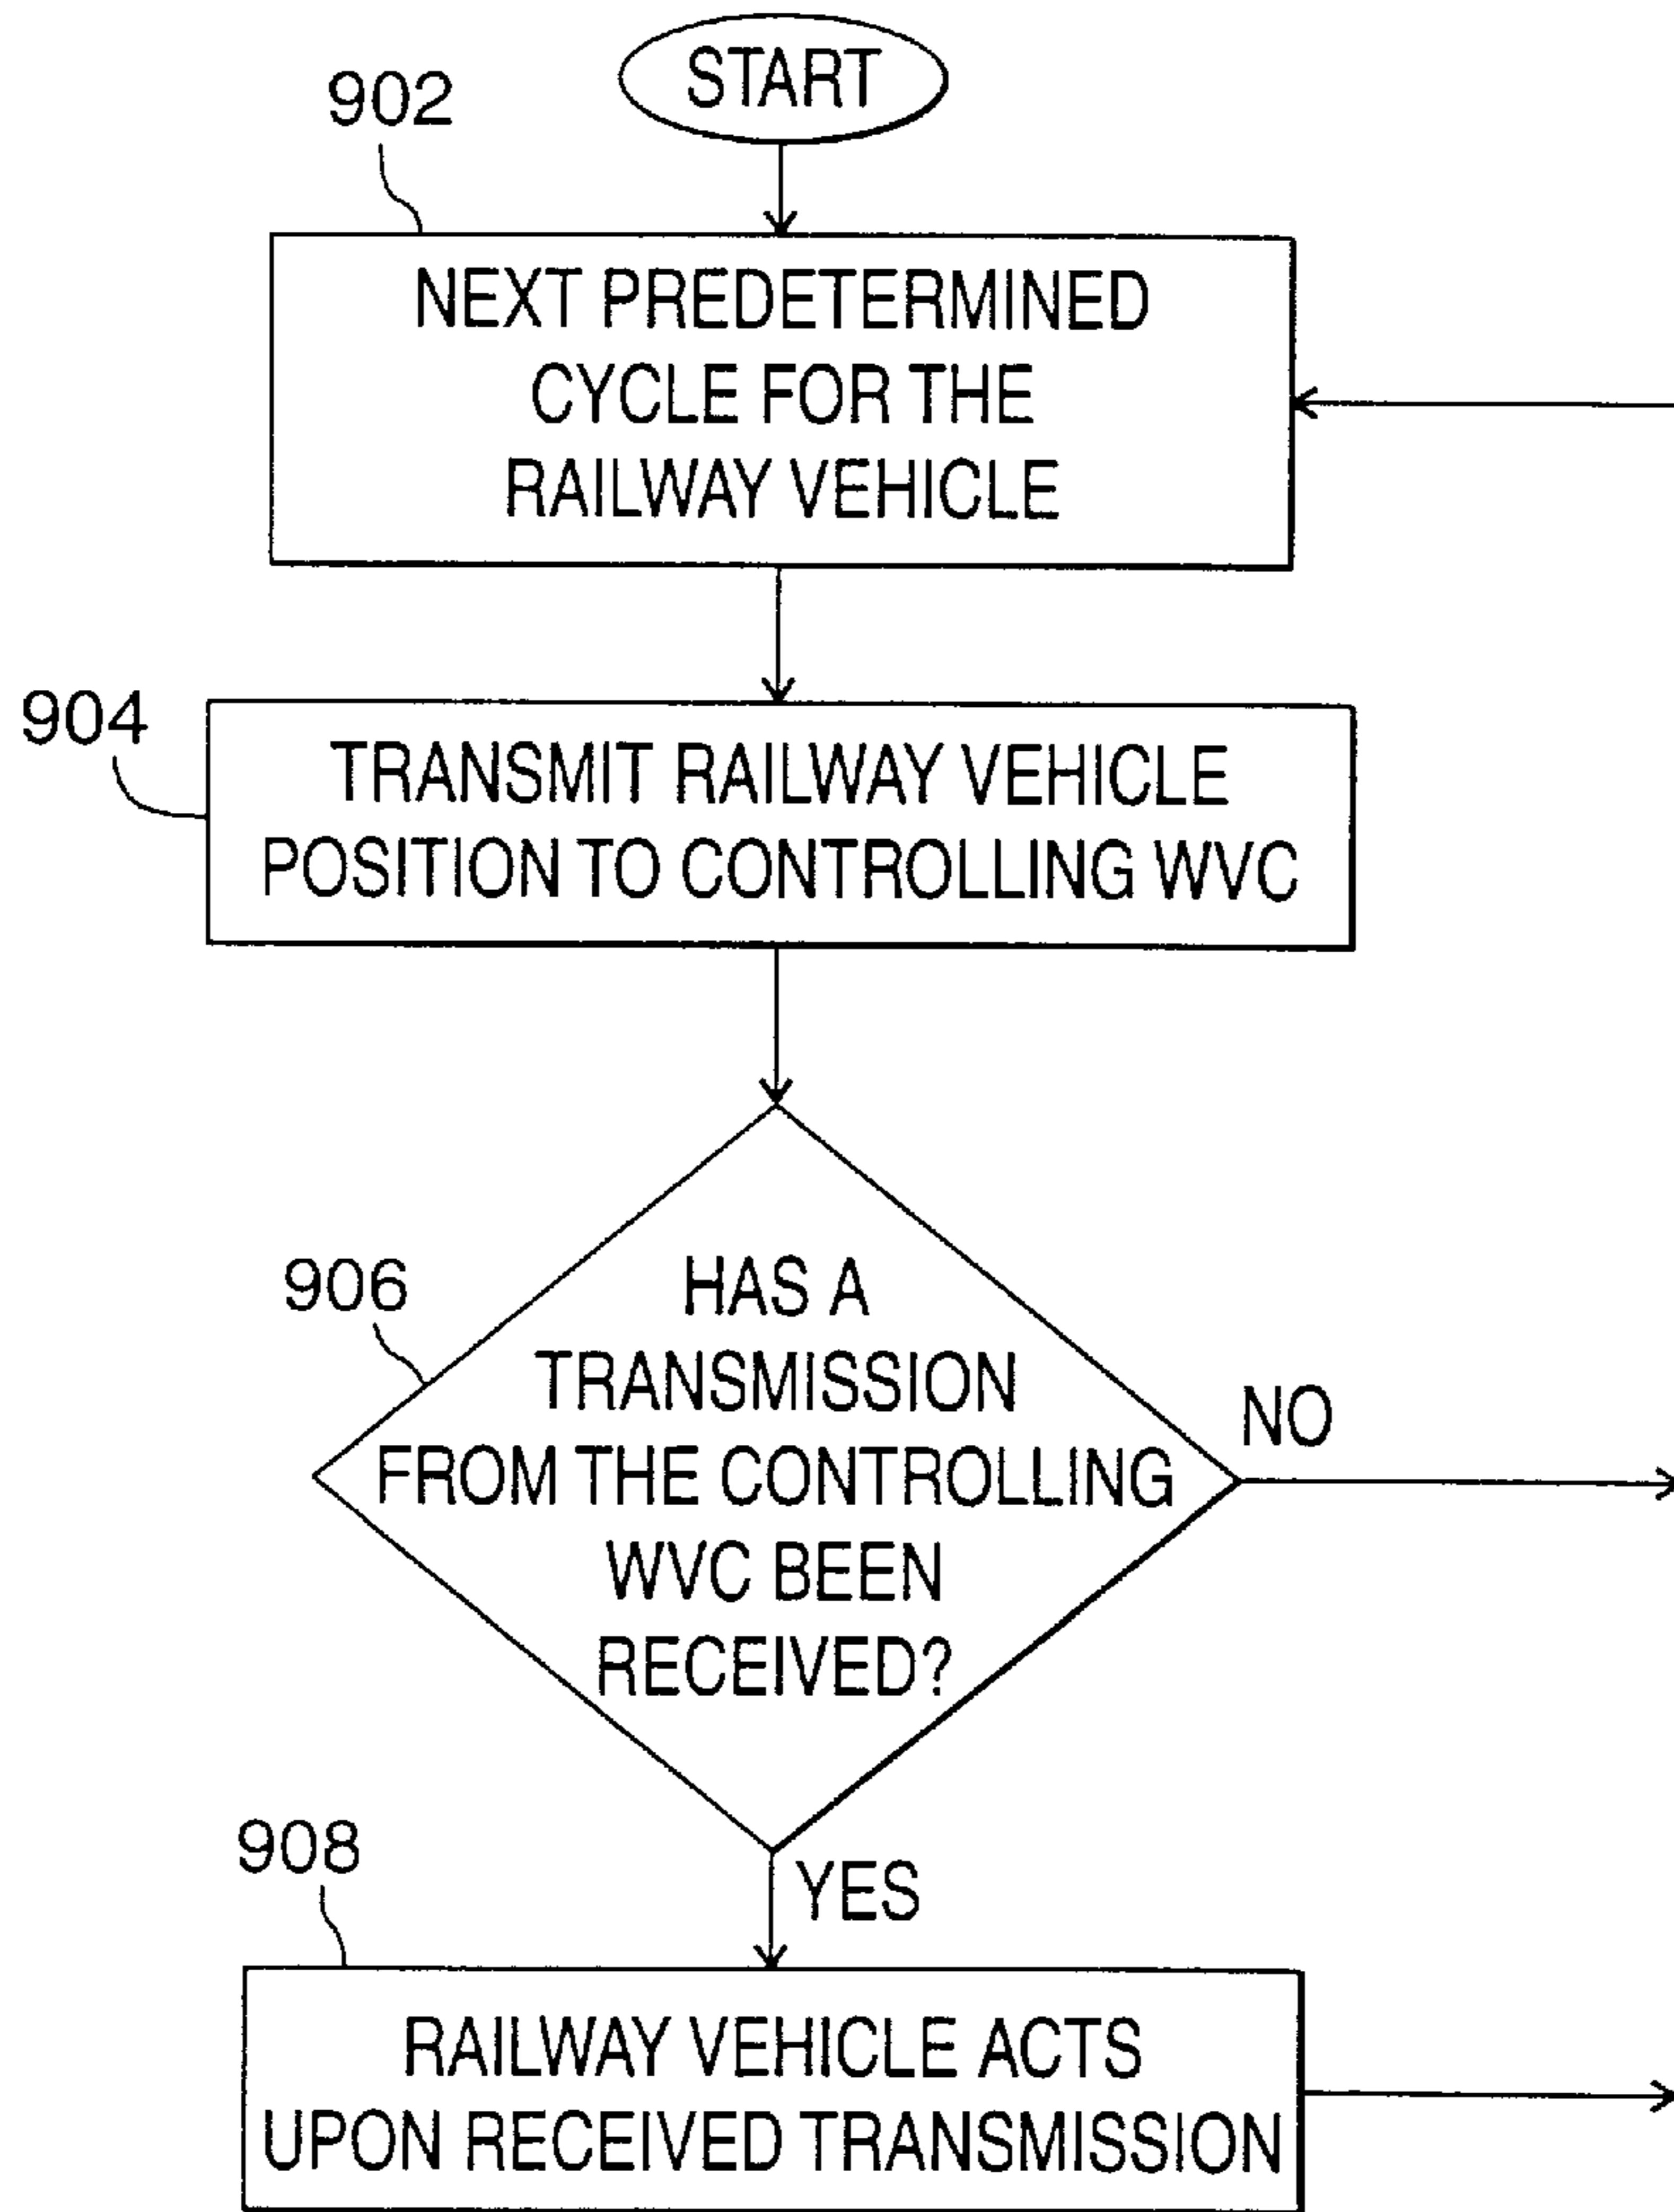 START
902
NEXT PREDETERMINED
CYCLE FOR THE
RAILWAY VEHICLE
904
TRANSMIT RAILWAY VEHICLE
POSITION TO CONTROLLING WVC
906
HAS A
TRANSMISSION
FROM THE CONTROLLING
WVC BEEN
RECEIVED?
NO
YES
908
RAILWAY VEHICLE ACTS
UPON RECEIVED TRANSMISSION